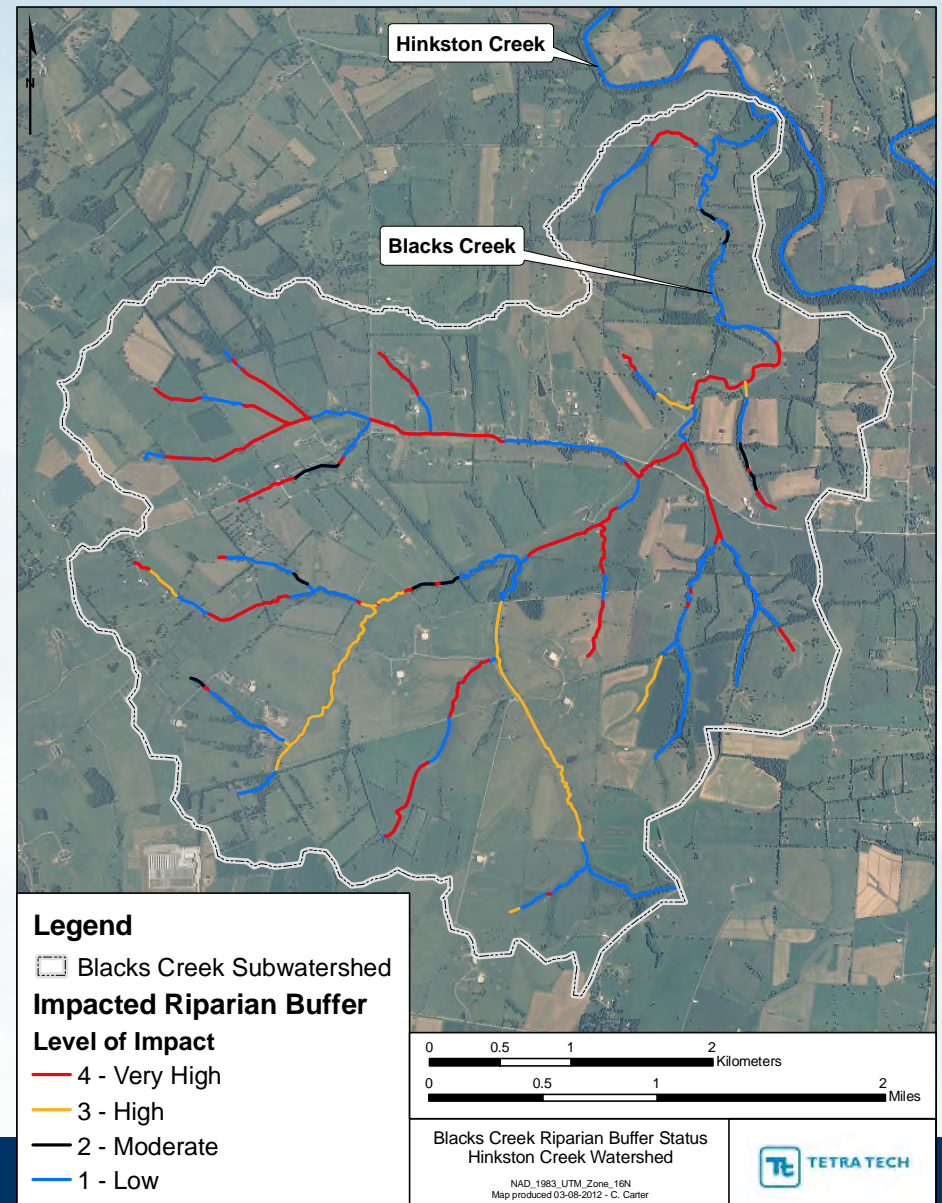 N
Hinkston Creek
Blacks Creek
Legend
Blacks Creek Subwatershed
Impacted Riparian Buffer
Level of Impact
4 - Very High
3 - High
2 - Moderate
1 - Low
0 0.5 1 2
Kilometers
0 0.5 1 2
Miles
Blacks Creek Riparian Buffer Status
Hinkston Creek Watershed
NAD_1983_UTM_Zone_16N
Map produced 03-08-2012 - C. Carter
Tt TETRA TECH